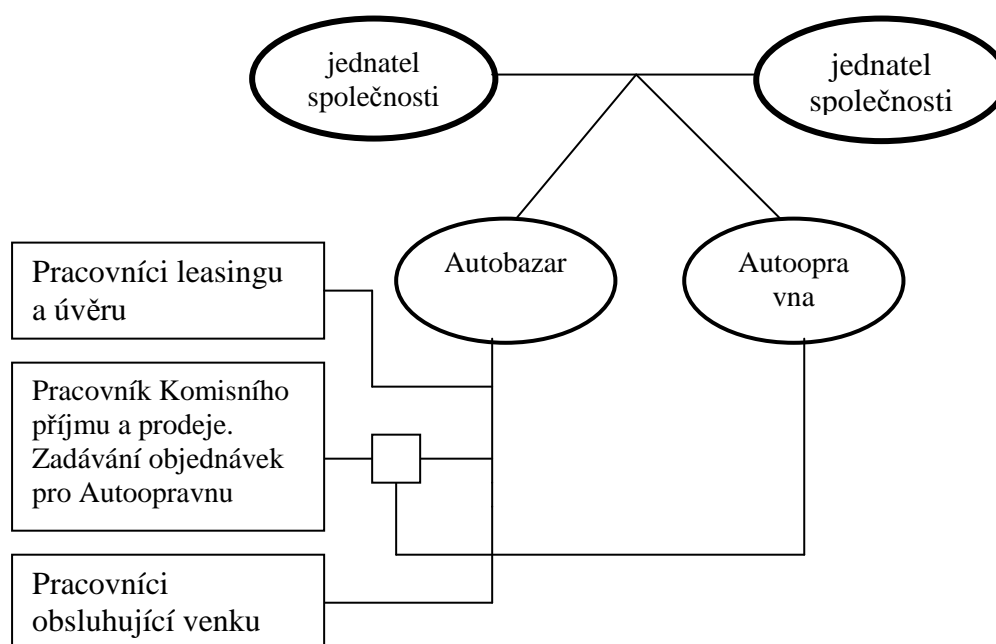 jednatel
společnosti
jednatel
společnosti
Autobazar
Autoopra
vna
Pracovníci leasingu
a úvěru
Pracovník Komisního
příjmu a prodeje.
Zadávání objednávek
pro Autoopravnu
Pracovníci
obsluhující venku